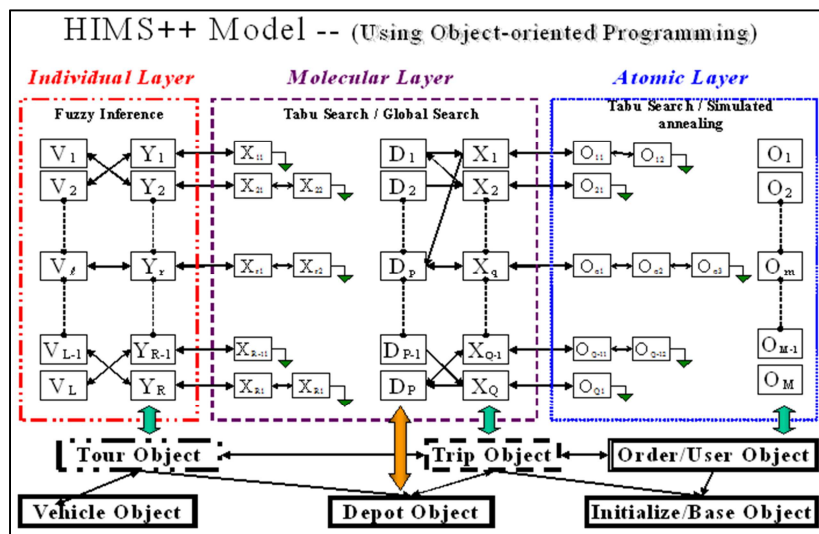 HIMS++ Model -- (Using Object-oriented Programming)
Individual Layer Molecular Layer Atomic Layer
Fuzzy Inference Tabu Search / Global Search Tabu Search / Simulated
annealing
V1 Y1 X11 D1 X1 O11 O12 O1
V2 Y2 X21 X22 D2 X2 O21 O2
Vℓ Yr Xr1 Xr2 Dp Xq Oq1 Oq2 Oq3 Om
VL-1 YR-1 XR-11 DP-1 XQ-1 OQ-11 OQ-12 OM-1
VL YR XR1 XR1 DP XQ OQ1 OM
Tour Object Trip Object Order/User Object
Vehicle Object Depot Object Initialize/Base Object